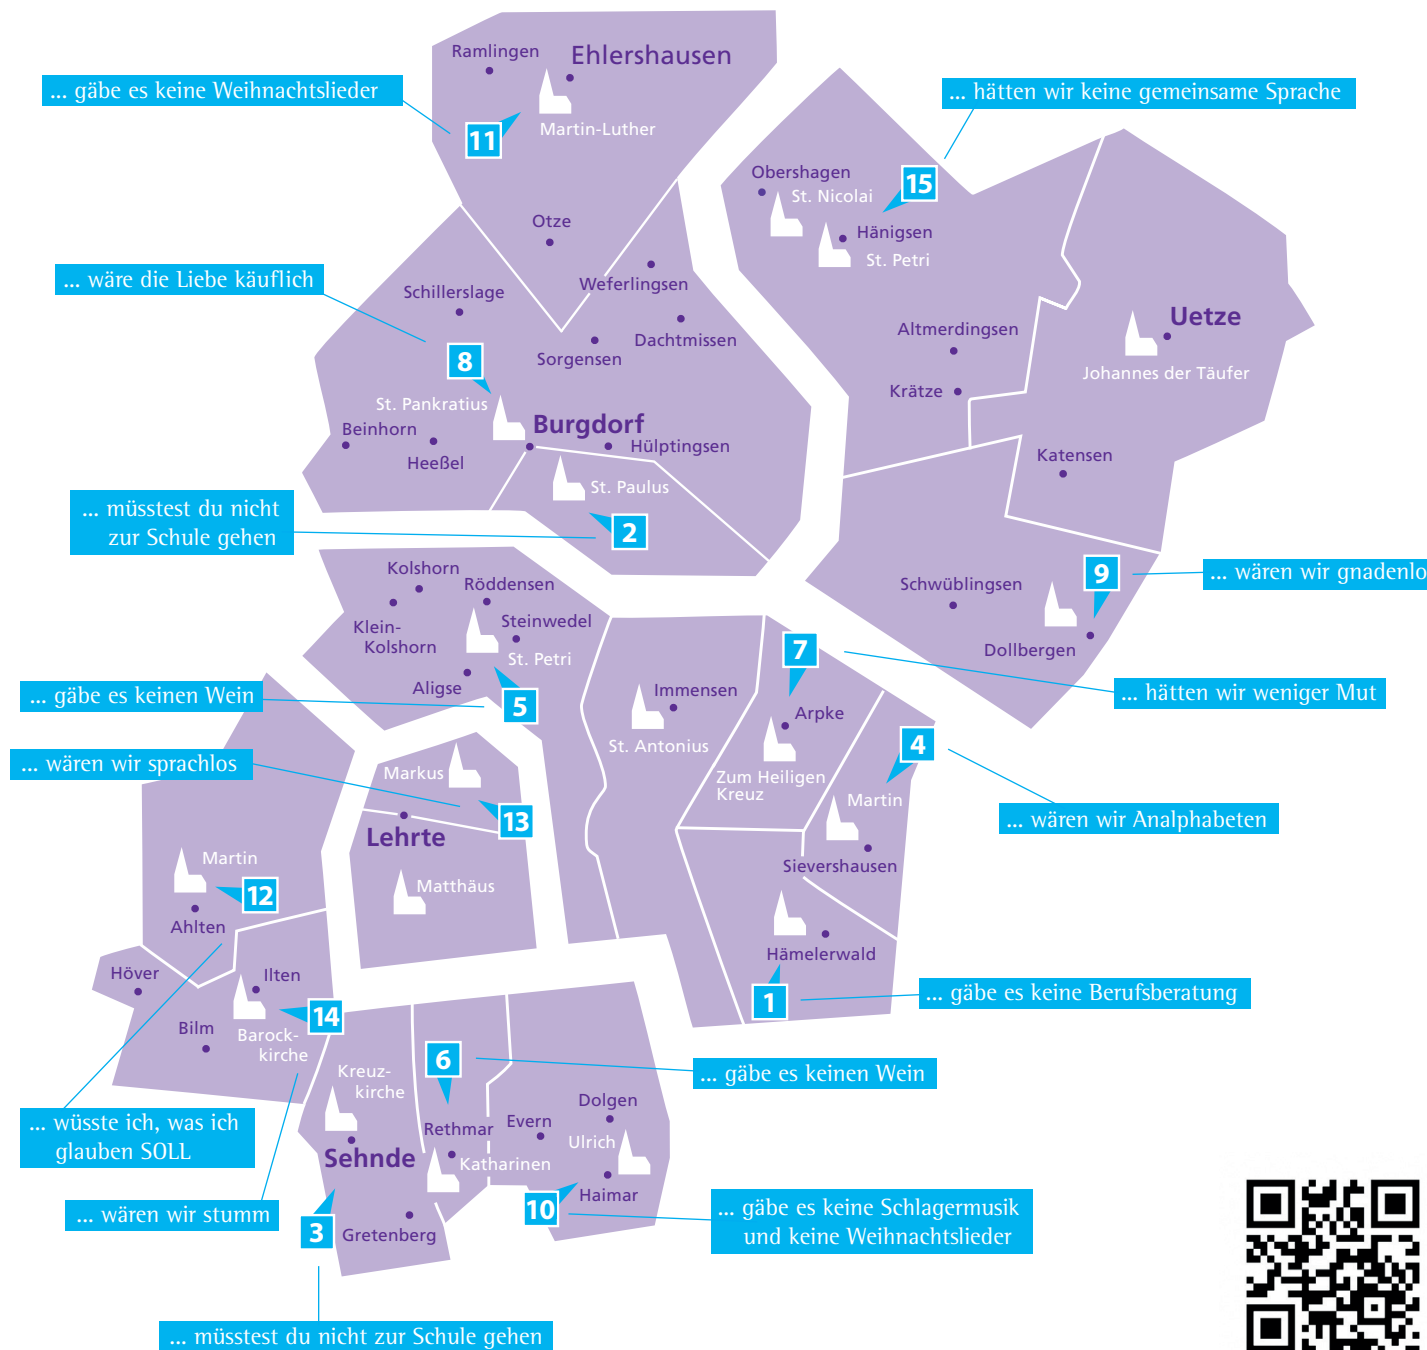 Ramlingen
Ehlershausen
... gäbe es keine Weihnachtslieder
... hätten wir keine gemeinsame Sprache
11
Martin-Luther
Obershagen
15
St. Nicolai
Otze
Hänigsen
St. Petri
... wäre die Liebe käuflich
Weferlingsen
Schillerslage
Uetze
Altmerdingsen
Dachtmissen
Sorgensen
8
Johannes der Täufer
Krätze
St. Pankratius
Burgdorf
Beinhorn
Hülptingsen
Heeßel
Katensen
St. Paulus
... müsstest du nicht
zur Schule gehen
2
Kolshorn
Röddensen
Schwüblingsen
9
... wären wir gnadenlo
Klein-
Kolshorn
Steinwedel
St. Petri
7
Dollbergen
Aligse
Immensen
... gäbe es keinen Wein
5
... hätten wir weniger Mut
Arpke
St. Antonius
4
... wären wir sprachlos
Markus
Zum Heiligen
Kreuz
Martin
13
... wären wir Analphabeten
Lehrte
Martin
Sievershausen
Matthäus
12
Ahlten
Hämelerwald
Höver
Ilten
1
... gäbe es keine Berufsberatung
14
Bilm
Barock-
kirche
6
Kreuz-
kirche
... gäbe es keinen Wein
Dolgen
... wüsste ich, was ich
glauben SOLL
Rethmar
Evern
Ulrich
Sehnde
Katharinen
Haimar
... wären wir stumm
10
... gäbe es keine Schlagermusik
und keine Weihnachtslieder
3
Gretenberg
... müsstest du nicht zur Schule gehen